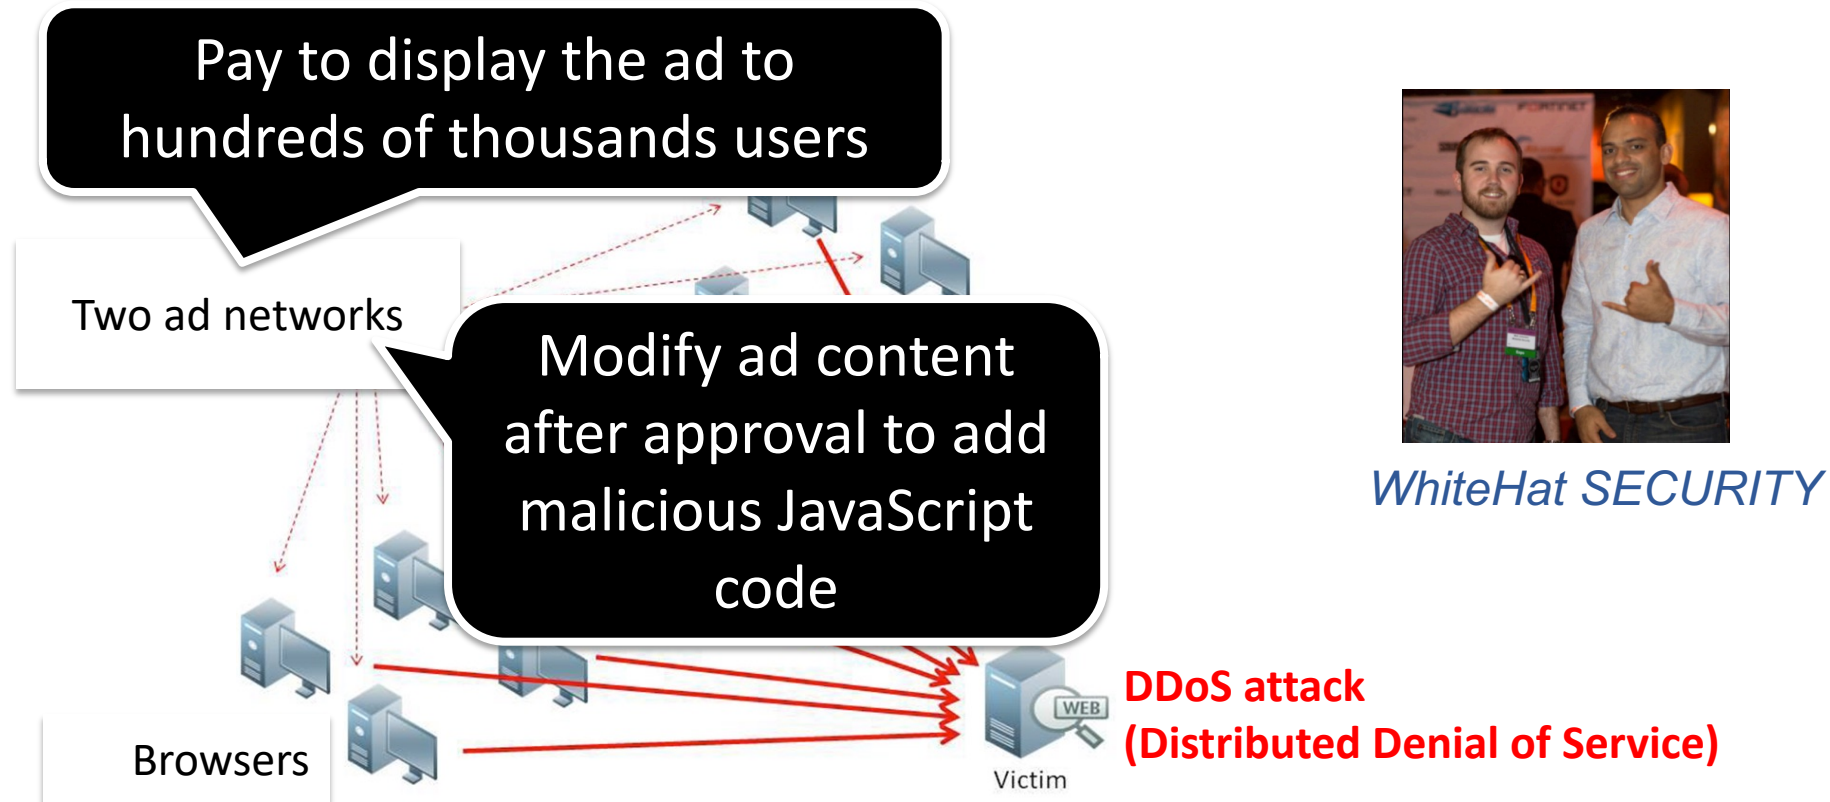 Pay to display the ad to
hundreds of thousands users
FORTINET
Two ad networks
Modify ad content
after approval to add
malicious JavaScript
code
WhiteHat SECURITY
WEB
DDoS attack
(Distributed Denial of Service)
Browsers
Victim